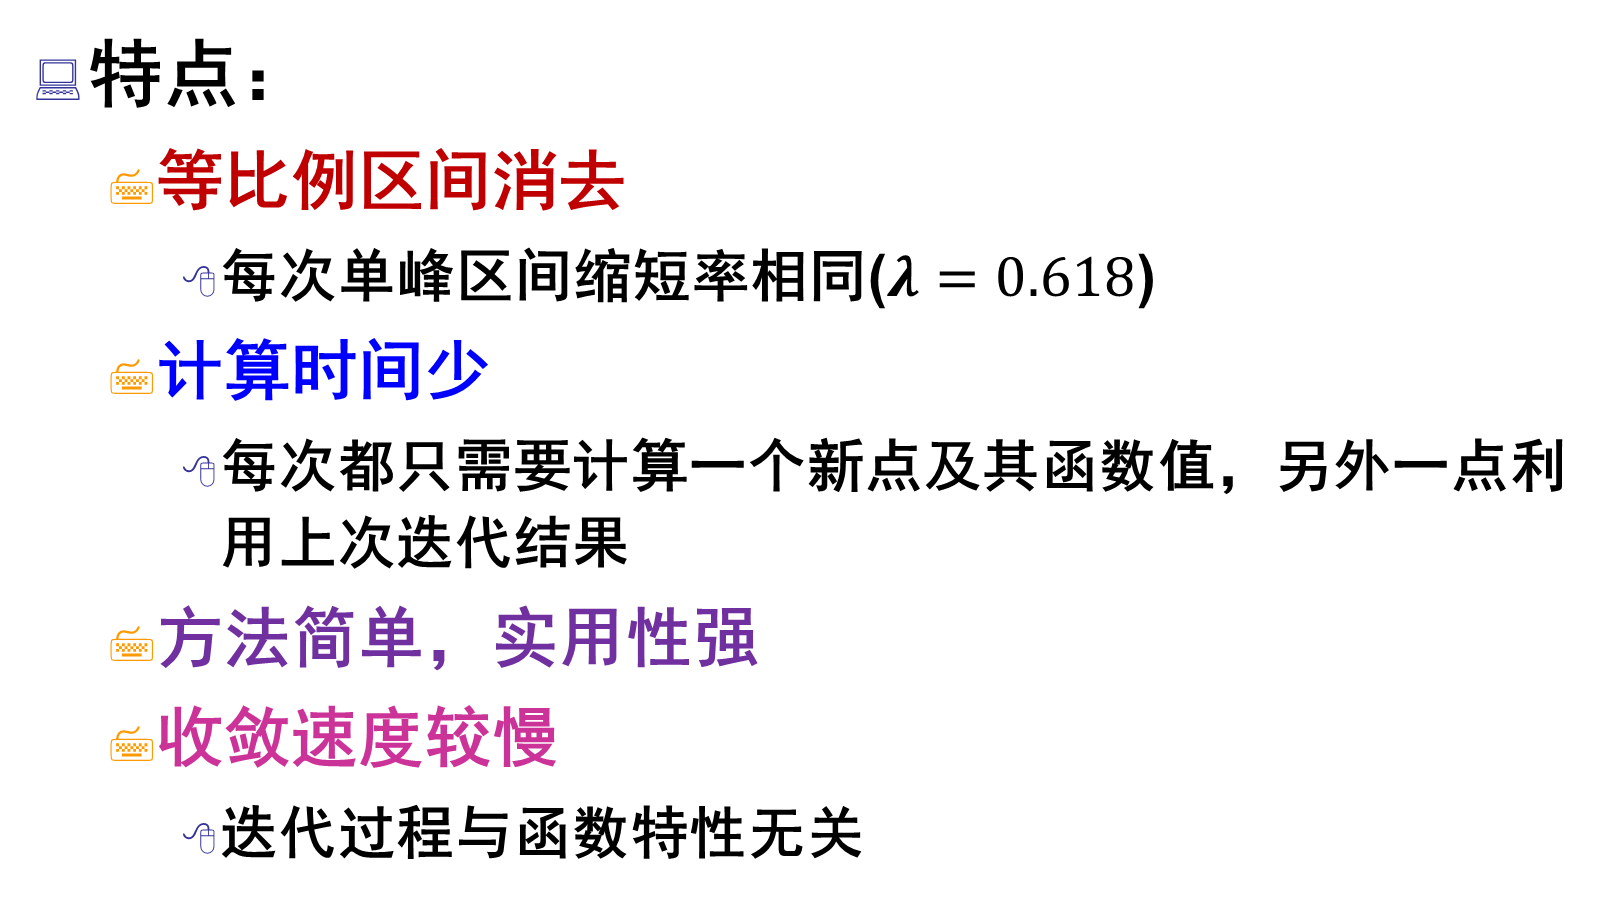 特点：
等比例区间消去
每次单峰区间缩短率相同(λ = 0.618)
计算时间少
每次都只需要计算一个新点及其函数值，另外一点利
用上次迭代结果
方法简单，实用性强
收敛速度较慢
迭代过程与函数特性无关